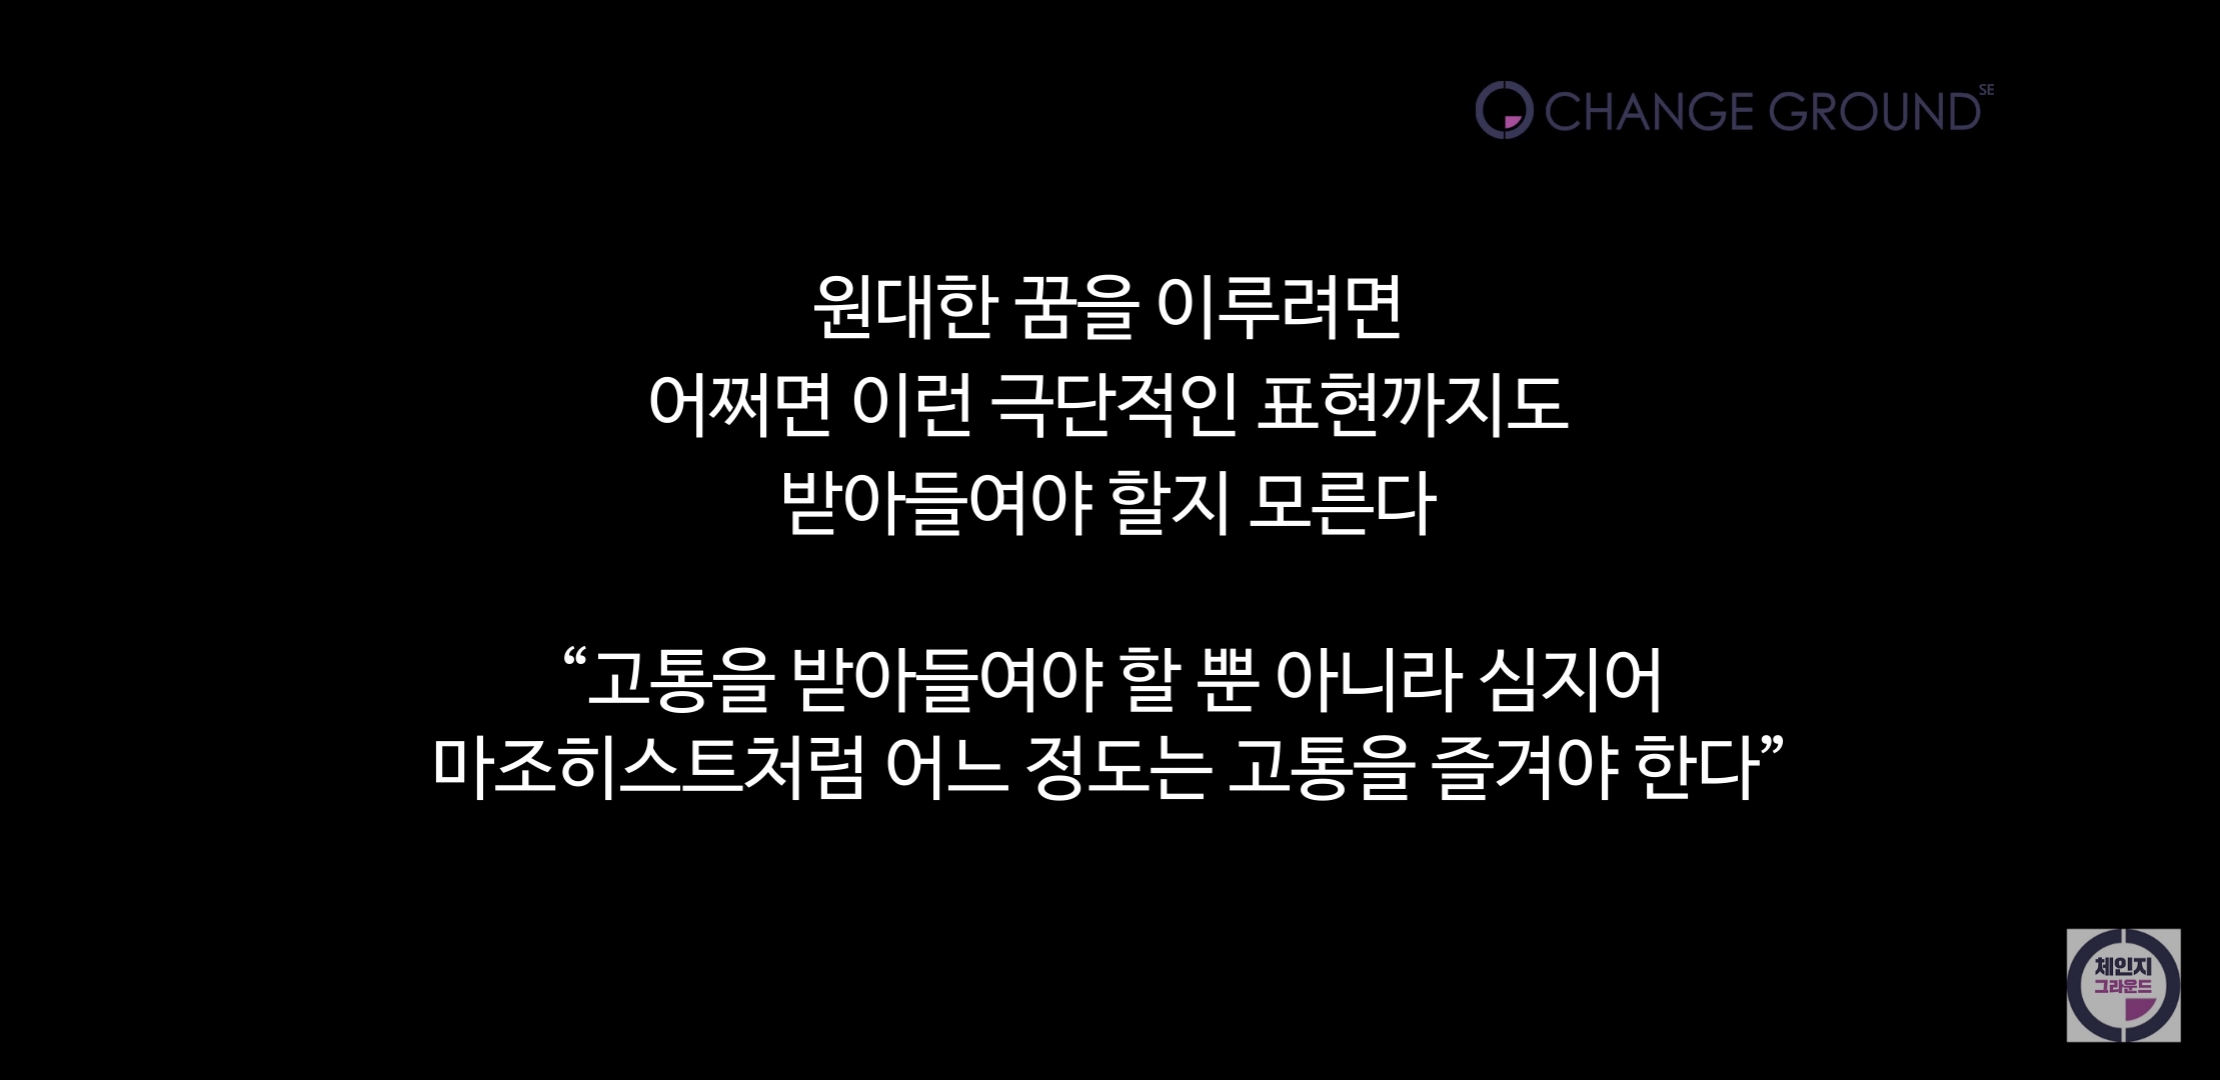 CHANGE GROUND SE
원대한 꿈을 이루려면
어쩌면 이런 극단적인 표현까지도
받아들여야 할지 모른다
“고통을 받아들여야 할 뿐 아니라 심지어
마조히스트처럼 어느 정도는 고통을 즐겨야 한다”
체인지
그라운드